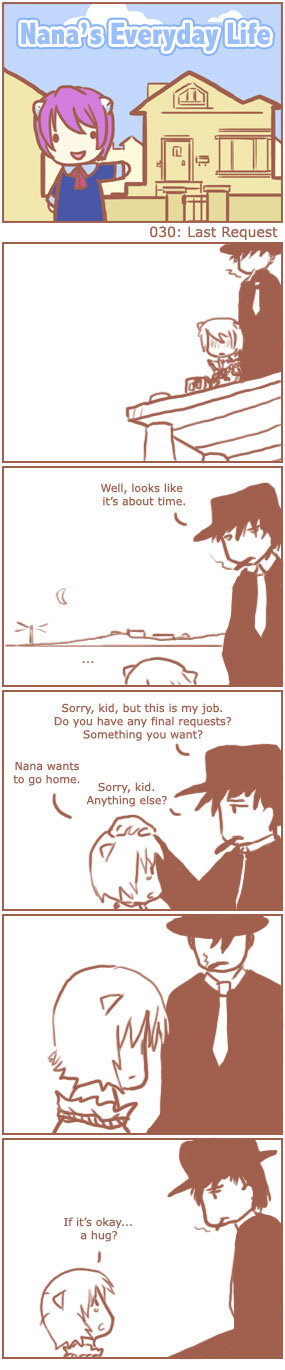 Nana's Everyday Life
030: Last Request
Well, looks like
it's about time.
...
Sorry, kid, but this is my job.
Do you have any final requests?
Something you want?
Nana wants
to go home.
Sorry, kid.
Anything else?
If it's okay...
a hug?